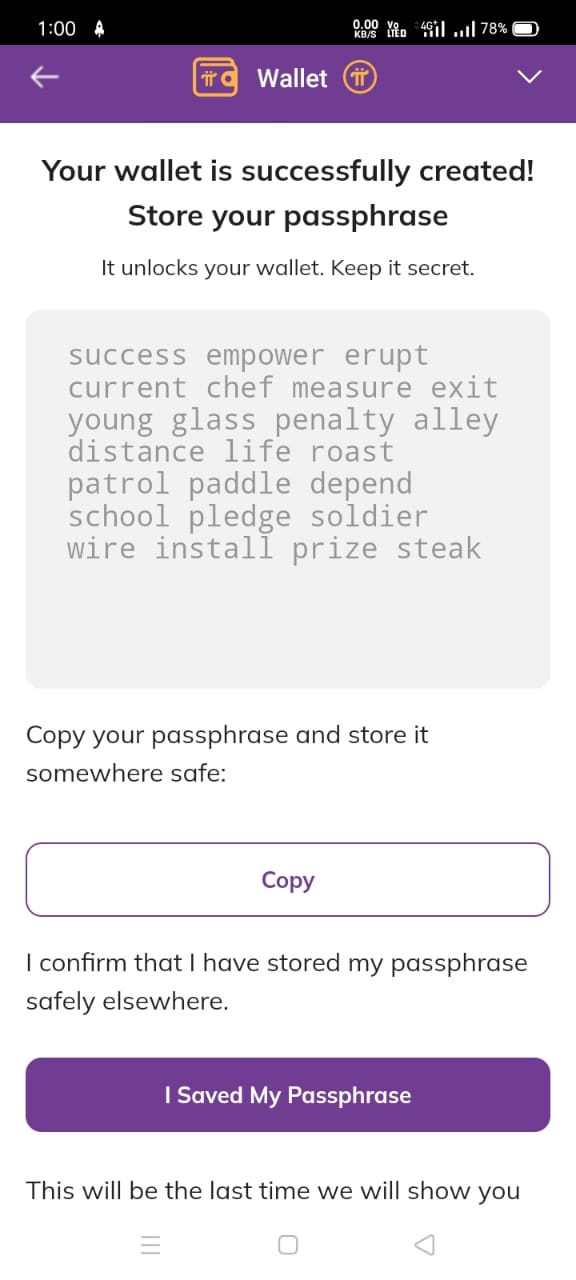 1:00
0.00 KB/S Vo LTED 4G+ 78%
Wallet
Your wallet is successfully created!
Store your passphrase
It unlocks your wallet. Keep it secret.
success empower erupt
current chef measure exit
young glass penalty alley
distance life roast
patrol paddle depend
school pledge soldier
wire install prize steak
Copy your passphrase and store it
somewhere safe:
Copy
I confirm that I have stored my passphrase
safely elsewhere.
I Saved My Passphrase
This will be the last time we will show you